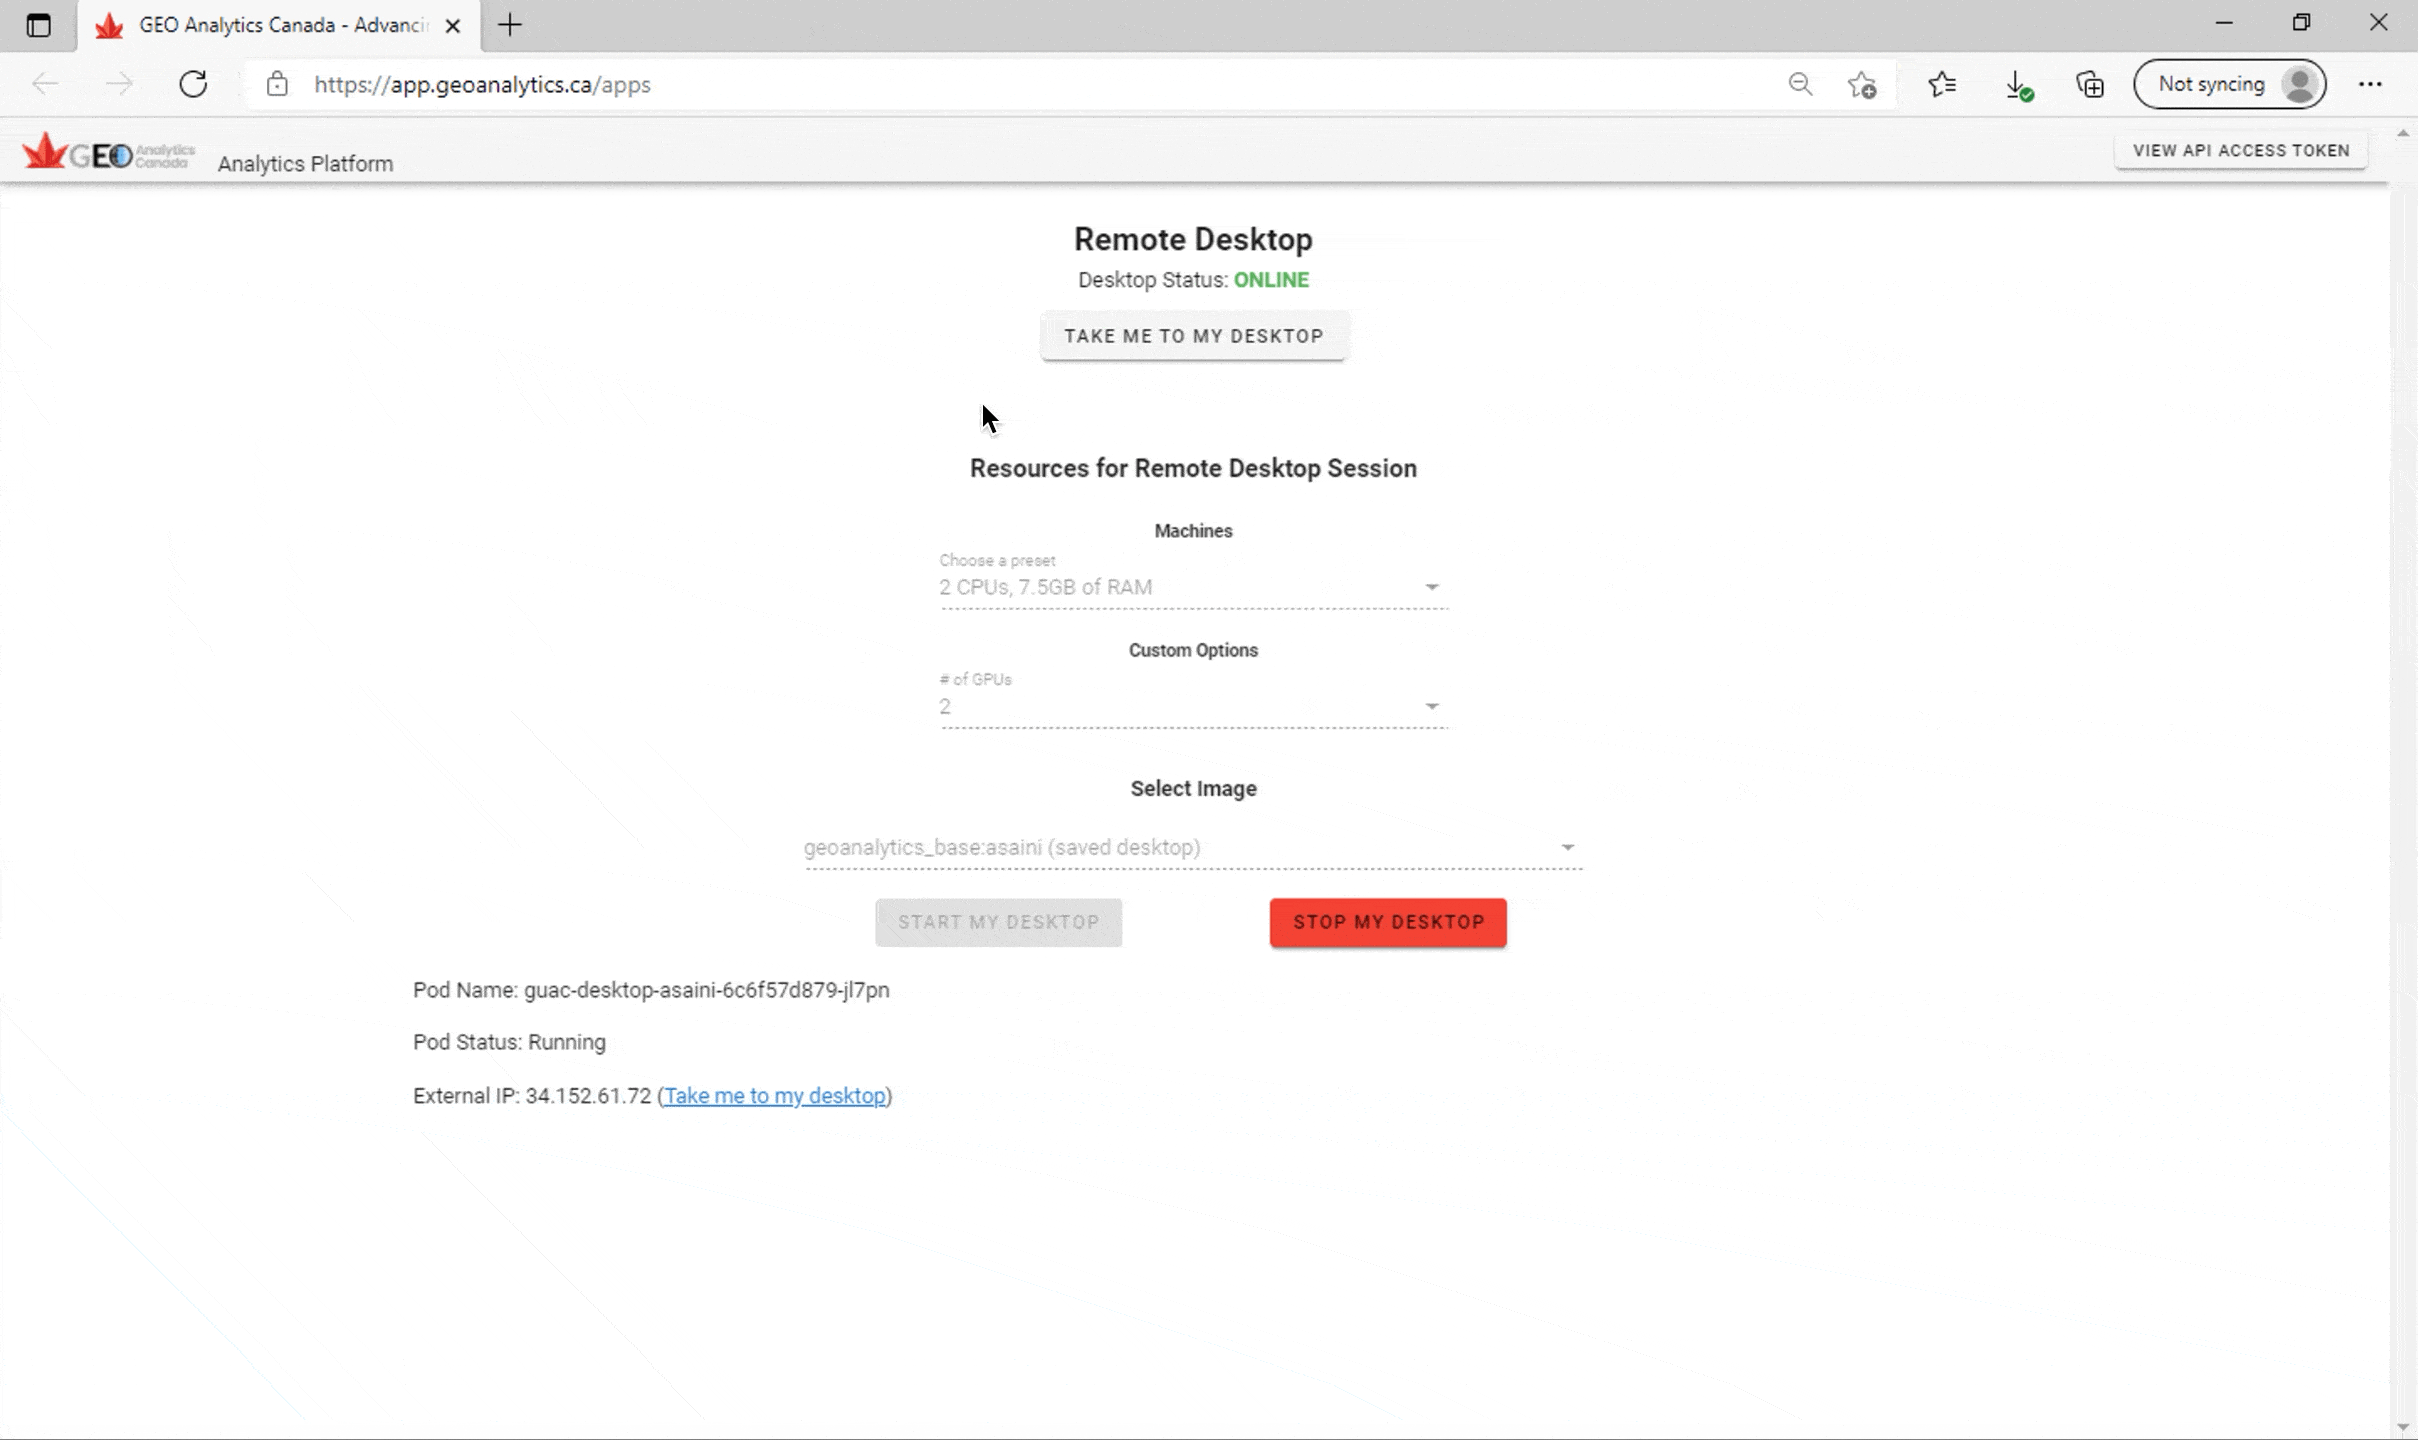 GEO Analytics Canada - Advanci
https://app.geoanalytics.ca/apps
Not syncing
GEO Analytics Canada
Analytics Platform
VIEW API ACCESS TOKEN
Remote Desktop
Desktop Status: ONLINE
TAKE ME TO MY DESKTOP
Resources for Remote Desktop Session
Machines
Choose a preset
2 CPUs, 7.5GB of RAM
Custom Options
# of GPUs
2
Select Image
geoanalytics_base:asaini (saved desktop)
START MY DESKTOP
STOP MY DESKTOP
Pod Name: guac-desktop-asaini-6c6f57d879-jl7pn
Pod Status: Running
External IP: 34.152.61.72 (Take me to my desktop)